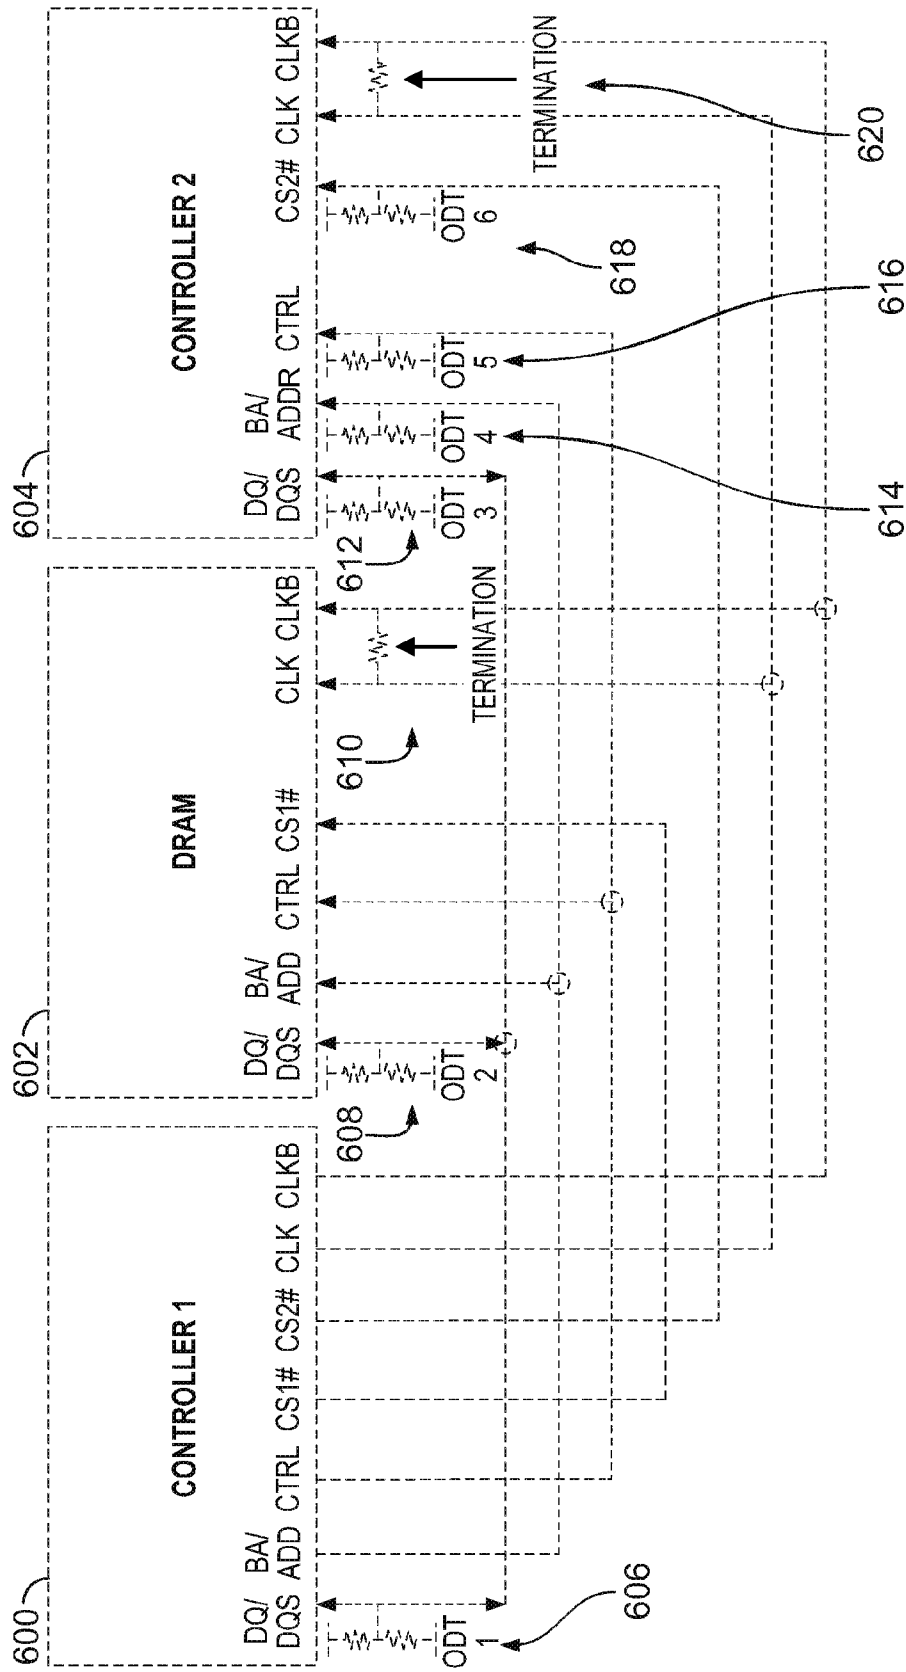 600
602
604
CONTROLLER 1
DRAM
CONTROLLER 2
DQ/
DQS
BA/
ADD
CTRL
CS1#
CS2#
CLK
CLKB
DQ/
DQS
BA/
ADD
CTRL
CS1#
CLK
CLKB
DQ/
DQS
BA/
ADDR
CTRL
CS2#
CLK
CLKB
ODT
1
606
ODT
2
608
610
TERMINATION
612
ODT
3
ODT
4
ODT
5
ODT
6
TERMINATION
614
616
618
620